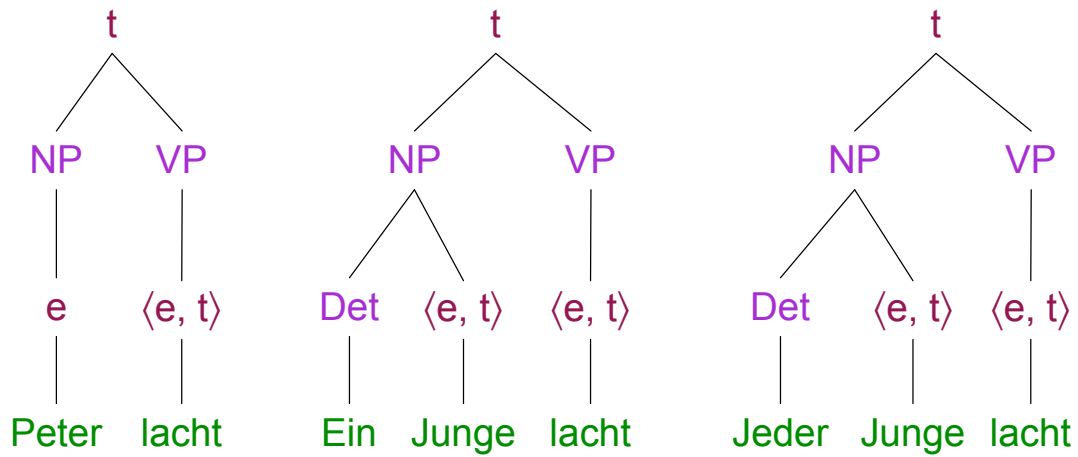 t t t
NP VP NP VP NP VP
e ⟨e, t⟩ Det ⟨e, t⟩ ⟨e, t⟩ Det ⟨e, t⟩ ⟨e, t⟩
Peter lacht Ein Junge lacht Jeder Junge lacht